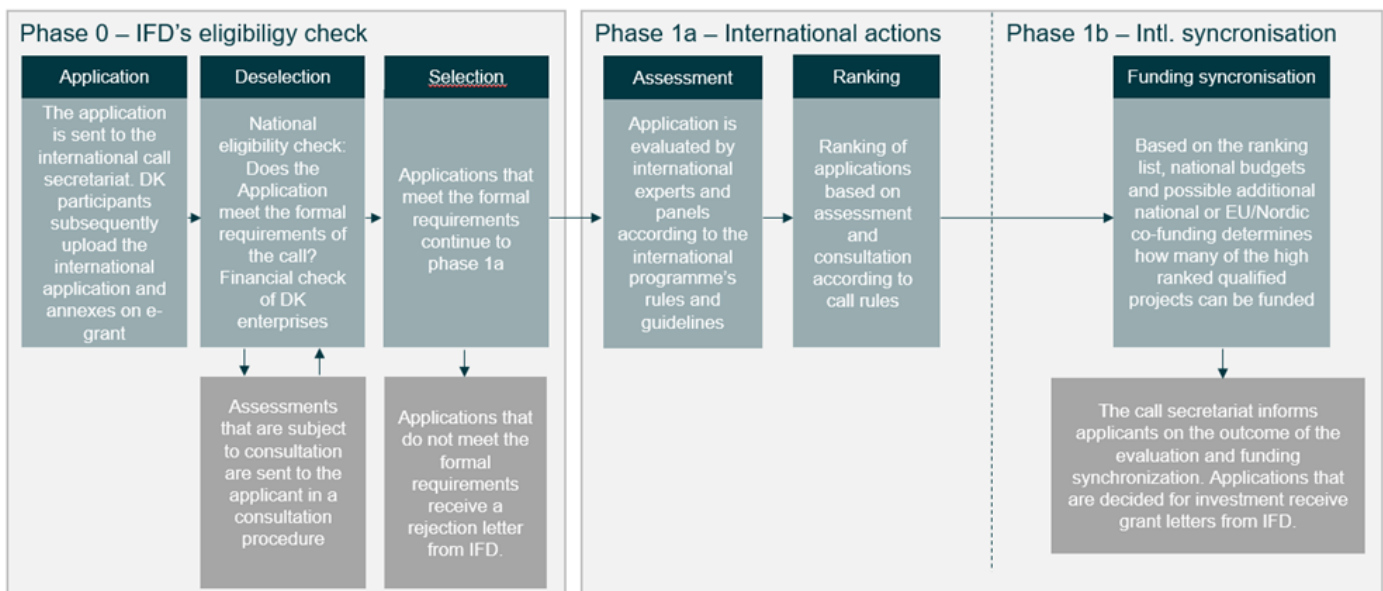 Phase 0 – IFD's eligibiligy check
Application
The application
is sent to the
international call
secretariat. DK
participants
subsequently
upload the
international
application and
annexes on e-
grant
Deselection
National
eligibility check:
Does the
Application
meet the formal
requirements of
the call?
Financial check
of DK
enterprises
Assessments
that are subject
to consultation
are sent to the
applicant in a
consultation
procedure
Selection
Applications that
meet the formal
requirements
continue to
phase 1a
Applications that
do not meet the
formal
requirements
receive a
rejection letter
from IFD.
Phase 1a – International actions
Assessment
Application is
evaluated by
international
experts and
panels
according to the
international
programme's
rules and
guidelines
Ranking
Ranking of
applications
based on
assessment
and
consultation
according to
call rules
Phase 1b – Intl. syncronisation
Funding syncronisation
Based on the ranking
list, national budgets
and possible additional
national or EU/Nordic
co-funding determines
how many of the high
ranked qualified
projects can be funded
The call secretariat informs
applicants on the outcome of the
evaluation and funding
synchronization. Applications that
are decided for investment receive
grant letters from IFD.